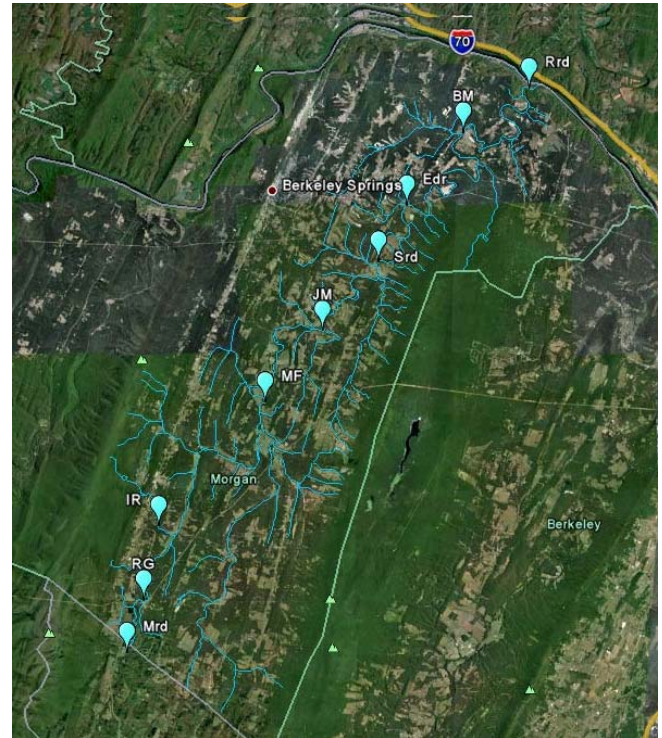 70
Rrd
BM
Berkeley Springs
Edr
Srd
JM
MF
Morgan
IR
Berkeley
RG
Mrd